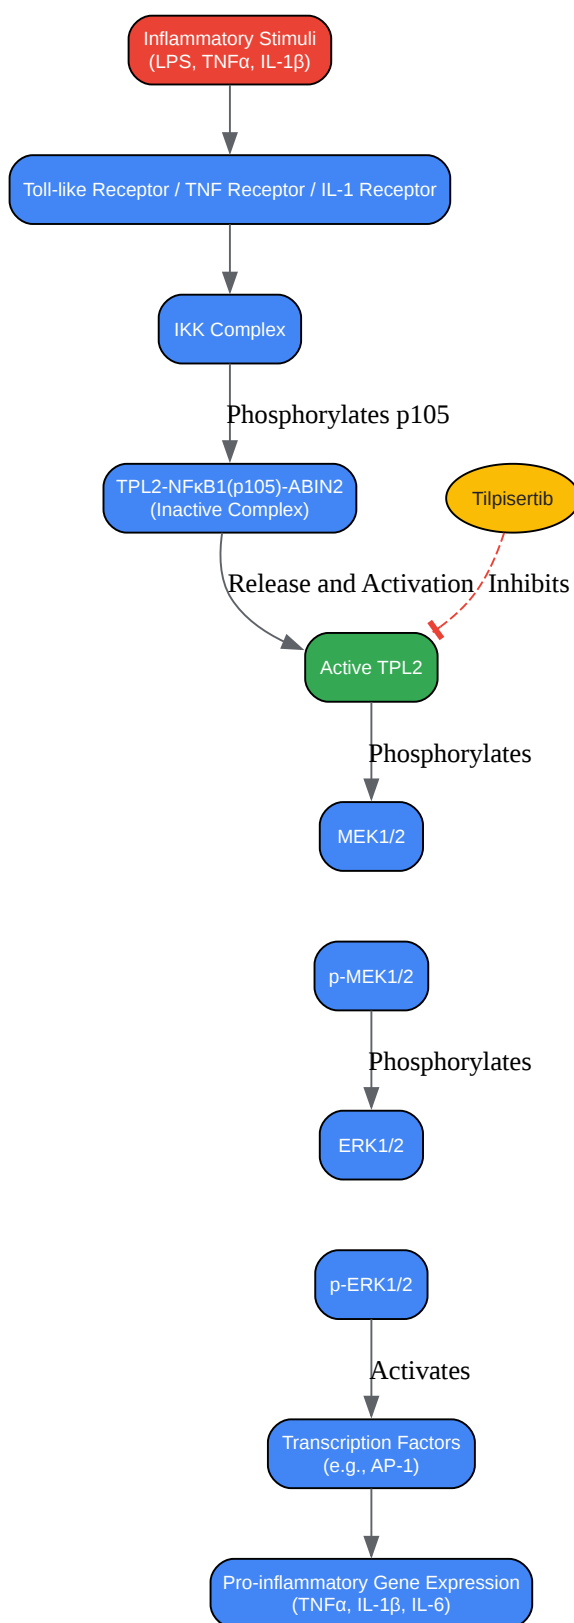 Inflammatory Stimuli
(LPS, TNFα, IL-1β)
Toll-like Receptor / TNF Receptor / IL-1 Receptor
IKK Complex
Phosphorylates p105
TPL2-NFκB1(p105)-ABIN2
(Inactive Complex)
Tilpisertib
Release and Activation
Inhibits
Active TPL2
Phosphorylates
MEK1/2
p-MEK1/2
Phosphorylates
ERK1/2
p-ERK1/2
Activates
Transcription Factors
(e.g., AP-1)
Pro-inflammatory Gene Expression
(TNFα, IL-1β, IL-6)